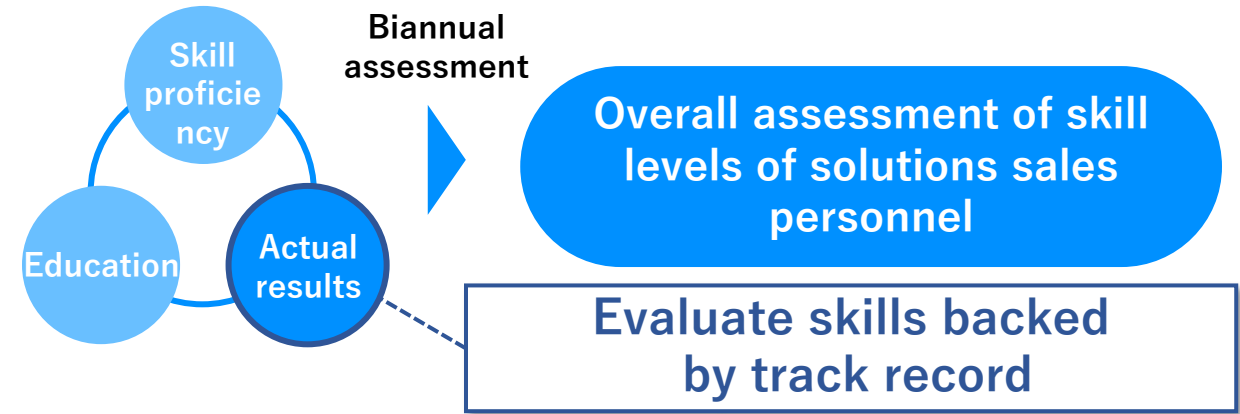 Skill
proficie
ncy
Education
Actual
results
Biannual
assessment
Overall assessment of skill
levels of solutions sales
personnel
Evaluate skills backed
by track record